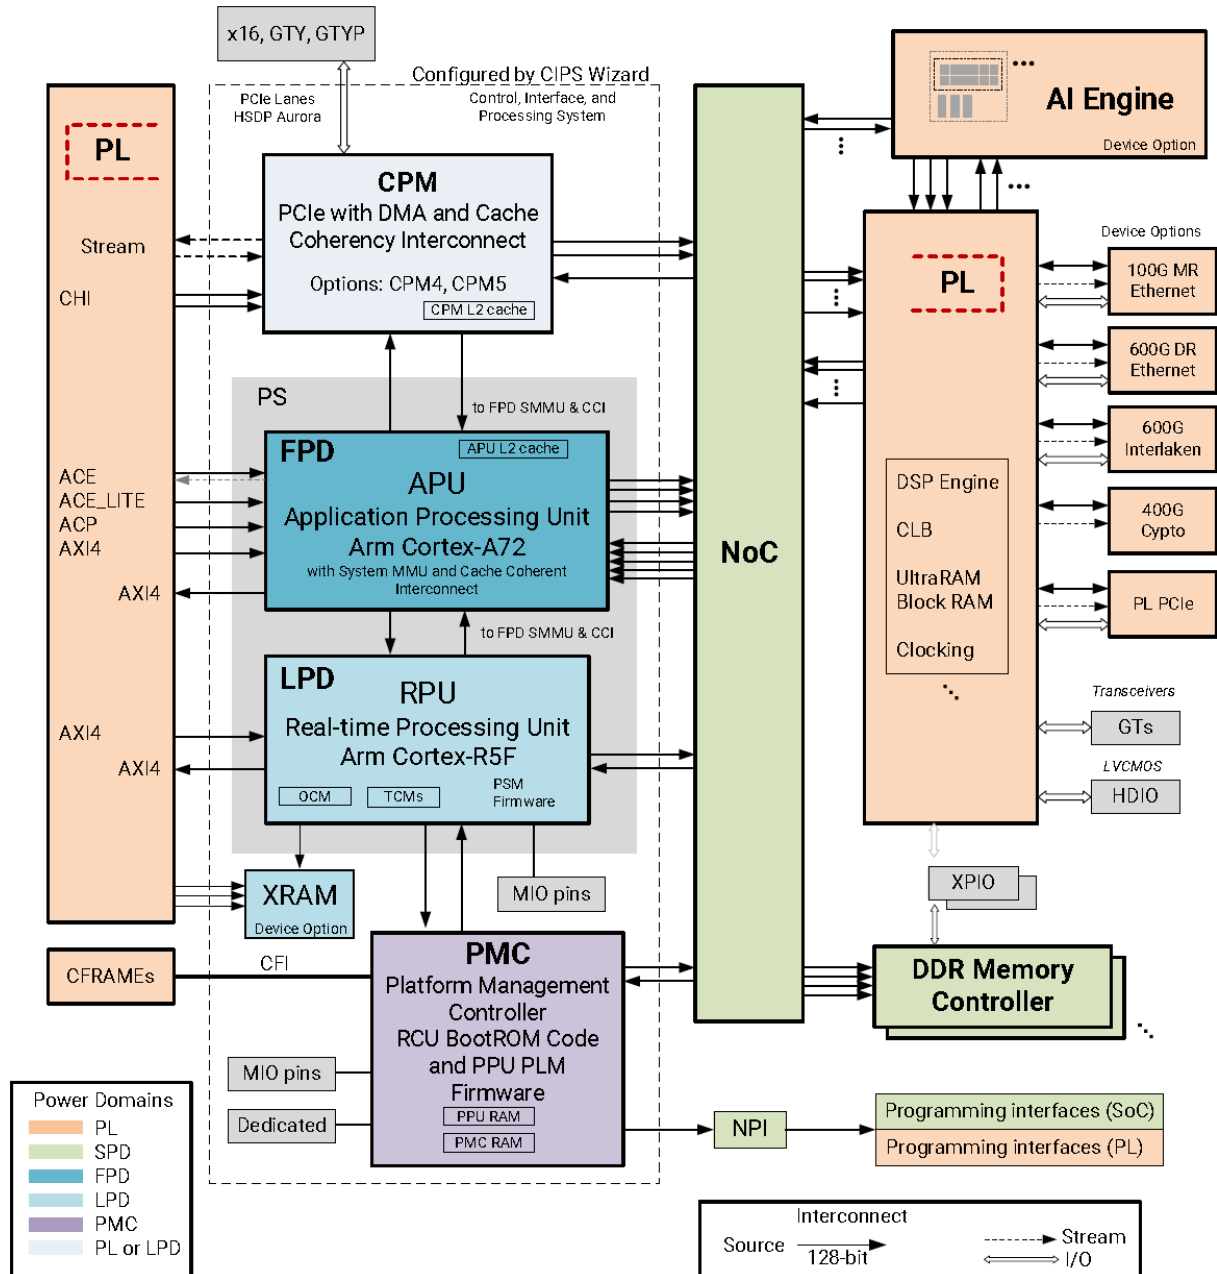 x16, GTY, GTYP
Configured by CIPS Wizard
PCIe Lanes
HSDP Aurora
Control, Interface, and
Processing System
AI Engine
Device Option
PL
Stream
CHI
ACE
ACE_LITE
ACP
AXI4
AXI4
AXI4
AXI4
CPM
PCIe with DMA and Cache
Coherency Interconnect
Options: CPM4, CPM5
CPM L2 cache
PS
to FPD SMMU & CCI
FPD
APU L2 cache
APU
Application Processing Unit
Arm Cortex-A72
with System MMU and Cache Coherent
Interconnect
to FPD SMMU & CCI
LPD
RPU
Real-time Processing Unit
Arm Cortex-R5F
OCM
TCMs
PSM
Firmware
XRAM
Device Option
MIO pins
CFRAMEs
CFI
PMC
Platform Management
Controller
RCU BootROM Code
and PPU PLM
Firmware
PPU RAM
PMC RAM
MIO pins
Dedicated
NoC
PL
DSP Engine
CLB
UltraRAM
Block RAM
Clocking
Device Options
100G MR
Ethernet
600G DR
Ethernet
600G
Interlaken
400G
Cypto
PL PCIe
Transceivers
GTs
LVCMOS
HDIO
XPIO
DDR Memory
Controller
NPI
Programming interfaces (SoC)
Programming interfaces (PL)
Power Domains
PL
SPD
FPD
LPD
PMC
PL or LPD
Interconnect
Source
128-bit
Stream
I/O